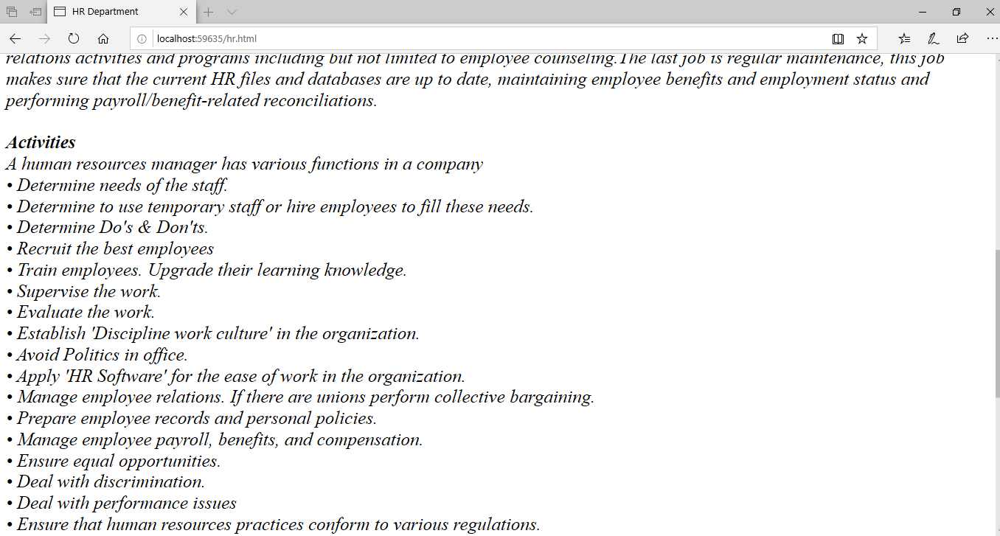 HR Department
localhost:59635/hr.html
relations activities and programs including but not limited to employee counseling.The last job is regular maintenance, this job
makes sure that the current HR files and databases are up to date, maintaining employee benefits and employment status and
performing payroll/benefit-related reconciliations.
Activities
A human resources manager has various functions in a company
• Determine needs of the staff.
• Determine to use temporary staff or hire employees to fill these needs.
• Determine Do's & Don'ts.
• Recruit the best employees
• Train employees. Upgrade their learning knowledge.
• Supervise the work.
• Evaluate the work.
• Establish 'Discipline work culture' in the organization.
• Avoid Politics in office.
• Apply 'HR Software' for the ease of work in the organization.
• Manage employee relations. If there are unions perform collective bargaining.
• Prepare employee records and personal policies.
• Manage employee payroll, benefits, and compensation.
• Ensure equal opportunities.
• Deal with discrimination.
• Deal with performance issues
• Ensure that human resources practices conform to various regulations.